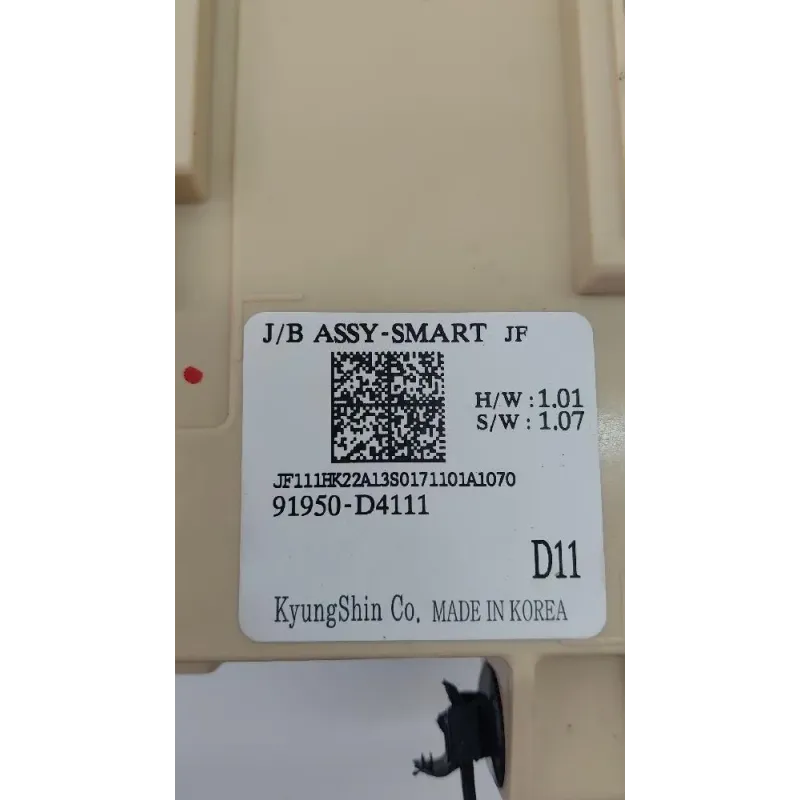 J/B ASSY-SMART JF
H/W : 1.01
S/W : 1.07
JF111HK22A13S0171101A1070
91950-D4111
D11
KyungShin Co. MADE IN KOREA